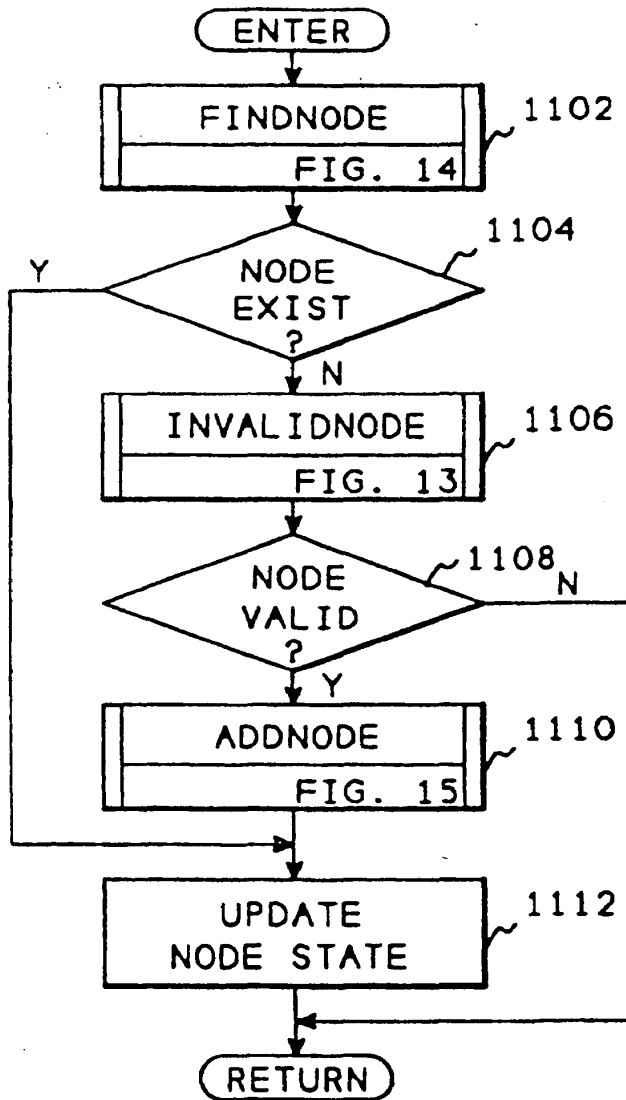 ENTER
FINDNODE
1102
FIG. 14
1104
Y
NODE
EXIST
?
N
INVALIDNODE
1106
FIG. 13
1108
NODE
N
VALID
?
Y
ADDNODE
1110
FIG. 15
UPDATE
1112
NODE STATE
RETURN